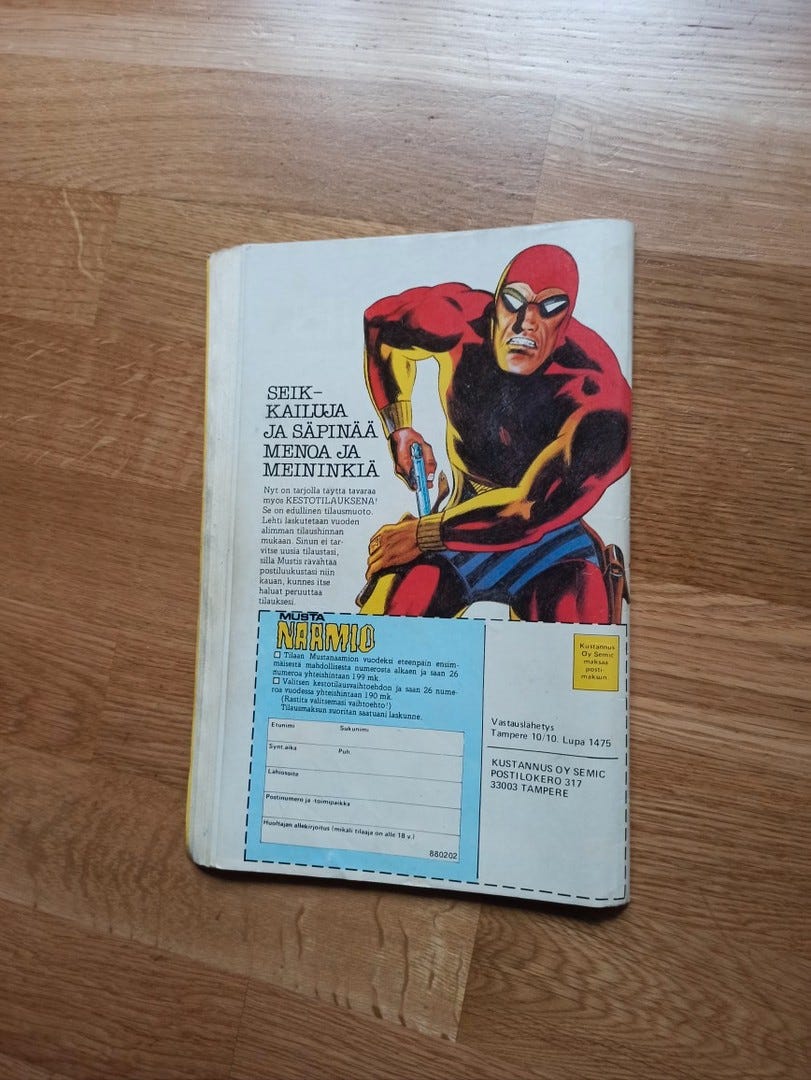 SEIK-
KAILUJA
JA SÄPINÄÄ
MENOA JA
MEININKIÄ
Nyt on tarjolla täyttä tavaraa
myös KESTOTILAUKSENA!
Se on edullinen tilausmuoto.
Lehti laskutetaan vuoden
alimman tilaushinnan
mukaan. Sinun ei tar-
vitse uusia tilaustasi,
silla Mustis rävähtää
postiluukustasi niin
kauan, kunnes itse
haluat peruuttaa
tilauksesi.
MUSTA
NAAMIO
Tilaan Mustanaamion vuodeksi eteenpäin ensim-
mäisestä mahdollisesta numerosta alkaen ja saan 26
numeroa yhteishintaan 199 mk.
Valitsen kestotilausvaihtoehdon ja saan 26 nume-
roa vuodessa yhteishintaan 190 mk.
(Rastita valitsemasi vaihtoehto!)
Tilausmaksun suoritan saatuani laskunne.
Etunimi Sukunimi
Synt.aika Puh.
Lähiosoite
Postinumero ja -toimipaikka
Huoltajan allekirjoitus (mikäli tilaaja on alle 18 v.)
880202
Kustannus
Oy Semic
maksaa
posti-
maksun
Vastauslähetys
Tampere 10/10. Lupa 1475
KUSTANNUS OY SEMIC
POSTILOKERO 317
33003 TAMPERE